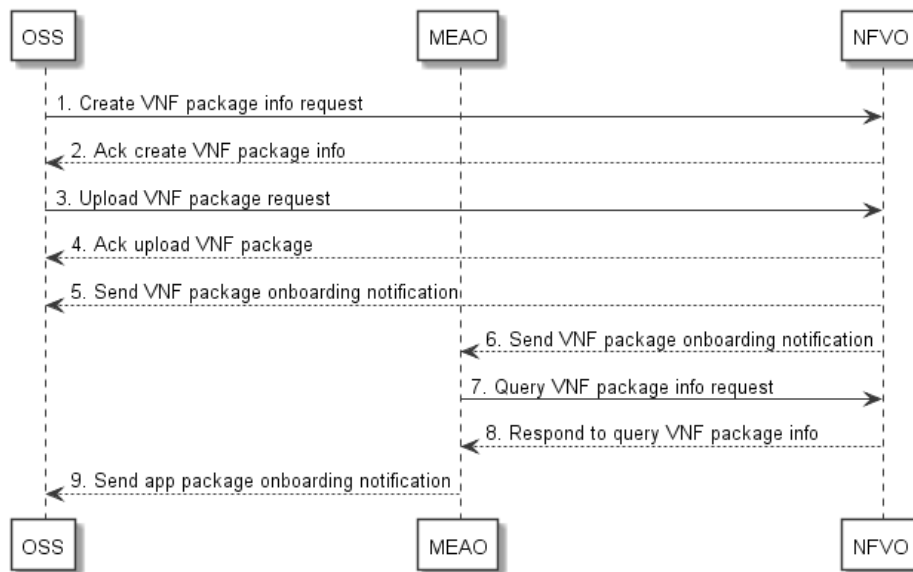 OSS
MEAO
NFVO
1. Create VNF package info request
2. Ack create VNF package info
3. Upload VNF package request
4. Ack upload VNF package
5. Send VNF package onboarding notification
6. Send VNF package onboarding notification
7. Query VNF package info request
8. Respond to query VNF package info
9. Send app package onboarding notification
OSS
MEAO
NFVO